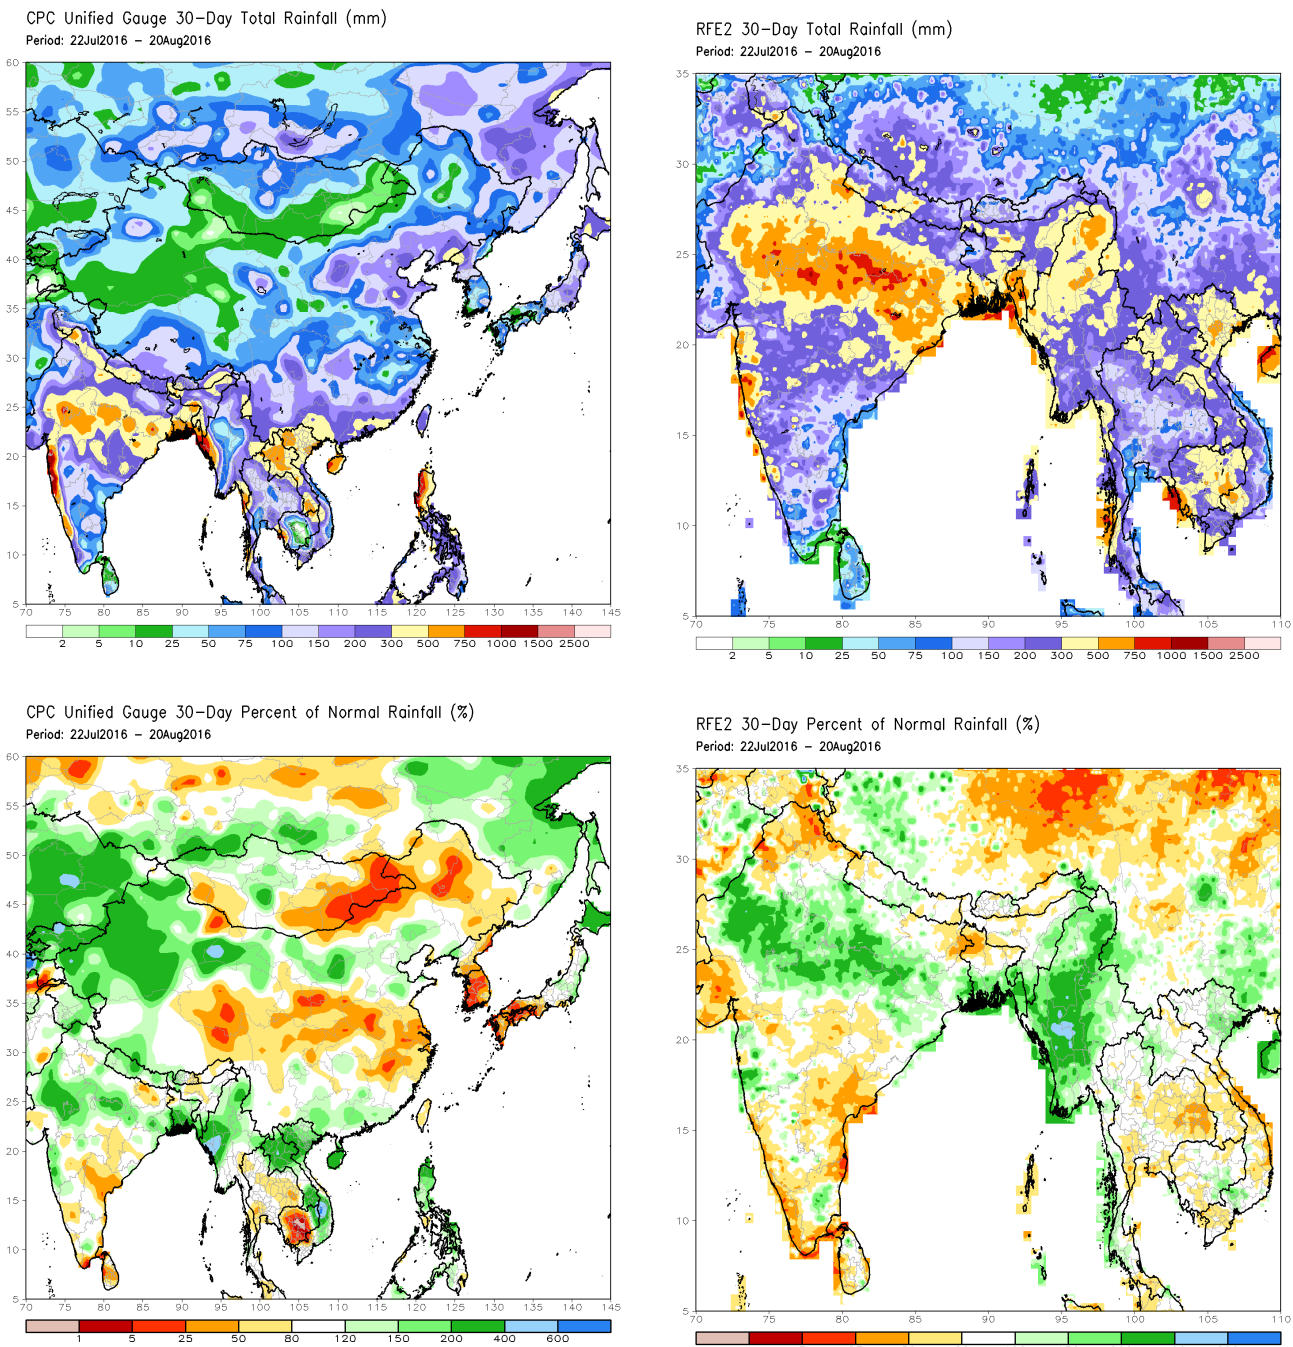 CPC Unified Gauge 30-Day Total Rainfall (mm)
Period: 22Jul2016 – 20Aug2016
60
55
50
45
40
35
30
25
20
15
10
5
70 75 80 85 90 95 100 105 110 115 120 125 130 135 140 145
2 5 10 25 50 75 100 150 200 300 500 750 1000 1500 2500
RFE2 30-Day Total Rainfall (mm)
Period: 22Jul2016 – 20Aug2016
35
30
25
20
15
10
5
70 75 80 85 90 95 100 105 110
2 5 10 25 50 75 100 150 200 300 500 750 1000 1500 2500
CPC Unified Gauge 30-Day Percent of Normal Rainfall (%)
Period: 22Jul2016 – 20Aug2016
60
55
50
45
40
35
30
25
20
15
10
5
70 75 80 85 90 95 100 105 110 115 120 125 130 135 140 145
1 5 25 50 80 120 150 200 400 600
RFE2 30-Day Percent of Normal Rainfall (%)
Period: 22Jul2016 – 20Aug2016
35
30
25
20
15
10
5
70 75 80 85 90 95 100 105 110